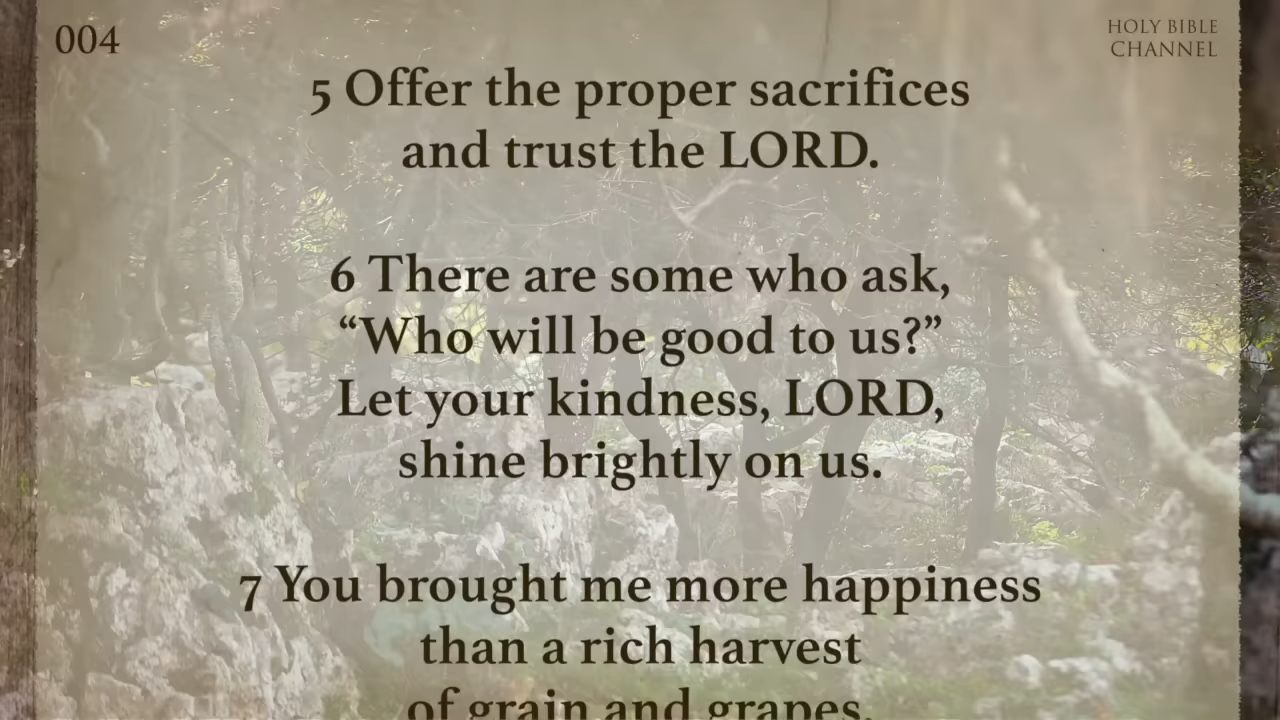 004
HOLY BIBLE
CHANNEL
5 Offer the proper sacrifices
and trust the LORD.
6 There are some who ask,
“Who will be good to us?”
Let your kindness, LORD,
shine brightly on us.
7 You brought me more happiness
than a rich harvest
of grain and grapes.